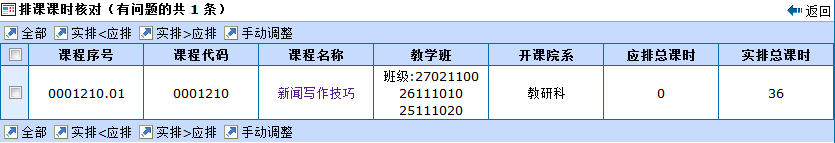 排课课时核对（有问题的共 1 条）
返回
全部 实排<应排 实排>应排 手动调整
课程序号 课程代码 课程名称 教学班 开课院系 应排总课时 实排总课时
0001210.01 0001210 新闻写作技巧 班级:27021100 26111010 25111020 教研科 0 36
全部 实排<应排 实排>应排 手动调整